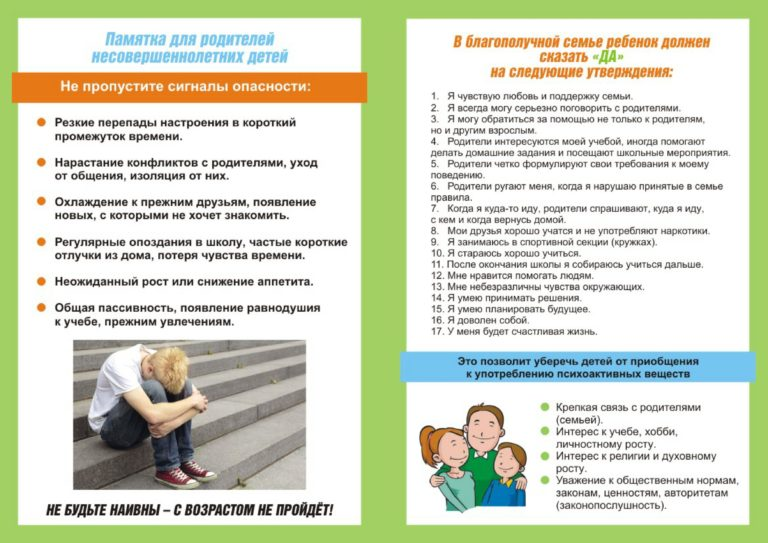 Памятка для родителей
несовершеннолетних детей
Не пропустите сигналы опасности:
Резкие перепады настроения в короткий
промежуток времени.
Нарастание конфликтов с родителями, уход
от общения, изоляция от них.
Охлаждение к прежним друзьям, появление
новых, с которыми не хочет знакомить.
Регулярные опоздания в школу, частые короткие
отлучки из дома, потеря чувства времени.
Неожиданный рост или снижение аппетита.
Общая пассивность, появление равнодушия
к учебе, прежним увлечениям.
НЕ БУДЬТЕ НАИВНЫ – С ВОЗРАСТОМ НЕ ПРОЙДЁТ!
В благополучной семье ребенок должен
сказать «ДА»
на следующие утверждения:
1. Я чувствую любовь и поддержку семьи.
2. Я всегда могу серьезно поговорить с родителями.
3. Я могу обратиться за помощью не только к родителям,
но и другим взрослым.
4. Родители интересуются моей учебой, иногда помогают
делать домашние задания и посещают школьные мероприятия.
5. Родители четко формулируют свои требования к моему
поведению.
6. Родители ругают меня, когда я нарушаю принятые в семье
правила.
7. Когда я куда-то иду, родители спрашивают, куда я иду,
с кем и когда вернусь домой.
8. Мои друзья хорошо учатся и не употребляют наркотики.
9. Я занимаюсь в спортивной секции (кружках).
10. Я стараюсь хорошо учиться.
11. После окончания школы я собираюсь учиться дальше.
12. Мне нравится помогать людям.
13. Мне небезразличны чувства окружающих.
14. Я умею принимать решения.
15. Я умею планировать будущее.
16. Я доволен собой.
17. У меня будет счастливая жизнь.
Это позволит уберечь детей от приобщения
к употреблению психоактивных веществ
Крепкая связь с родителями
(семьей).
Интерес к учебе, хобби,
личностному росту.
Интерес к религии и духовному
росту.
Уважение к общественным нормам,
законам, ценностям, авторитетам
(законопослушность).